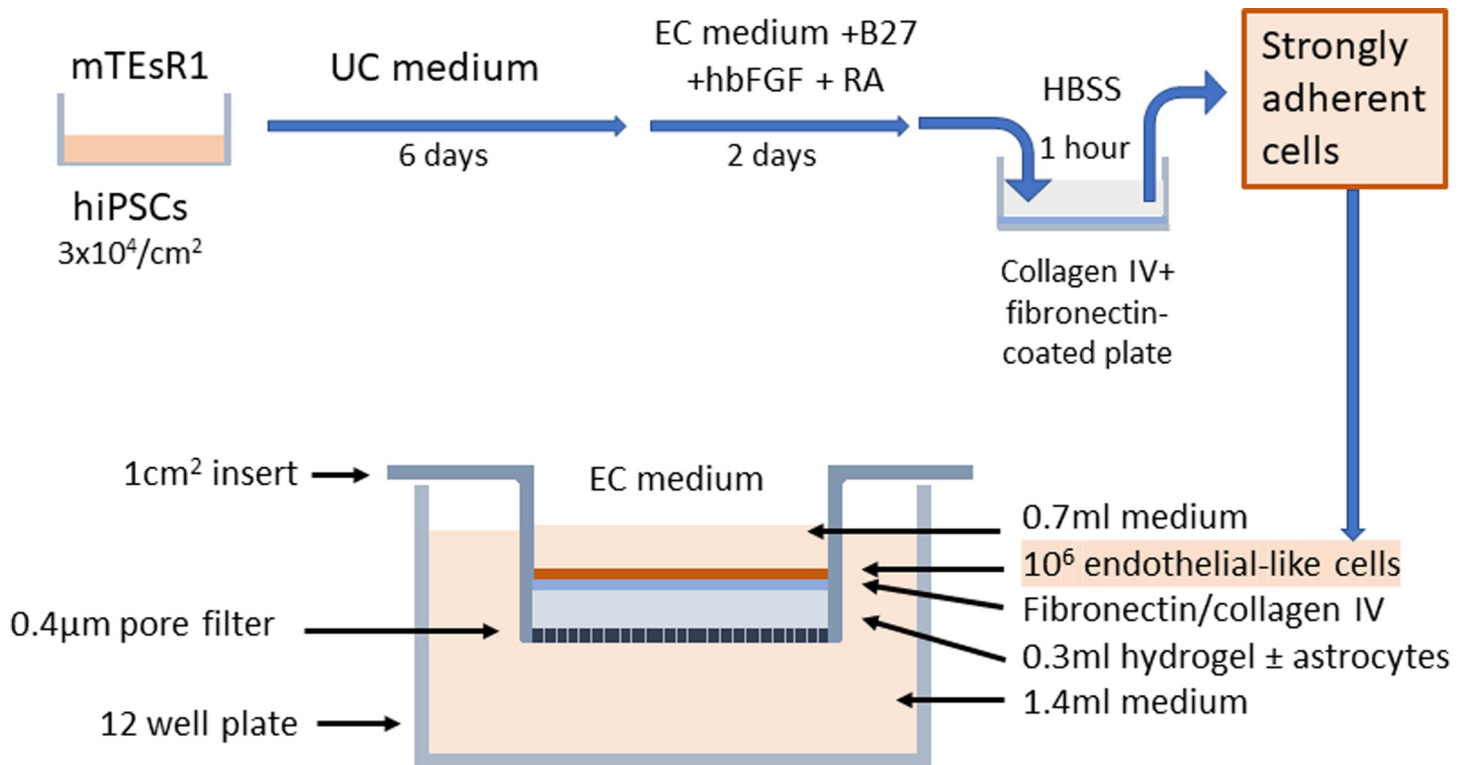 mTEsR1
hiPSCs
3x10⁴/cm²
UC medium
6 days
EC medium +B27
+hbFGF + RA
2 days
HBSS
1 hour
Collagen IV+
fibronectin-
coated plate
Strongly
adherent
cells
1cm² insert
EC medium
0.4µm pore filter
12 well plate
0.7ml medium
10⁶ endothelial-like cells
Fibronectin/collagen IV
0.3ml hydrogel ± astrocytes
1.4ml medium